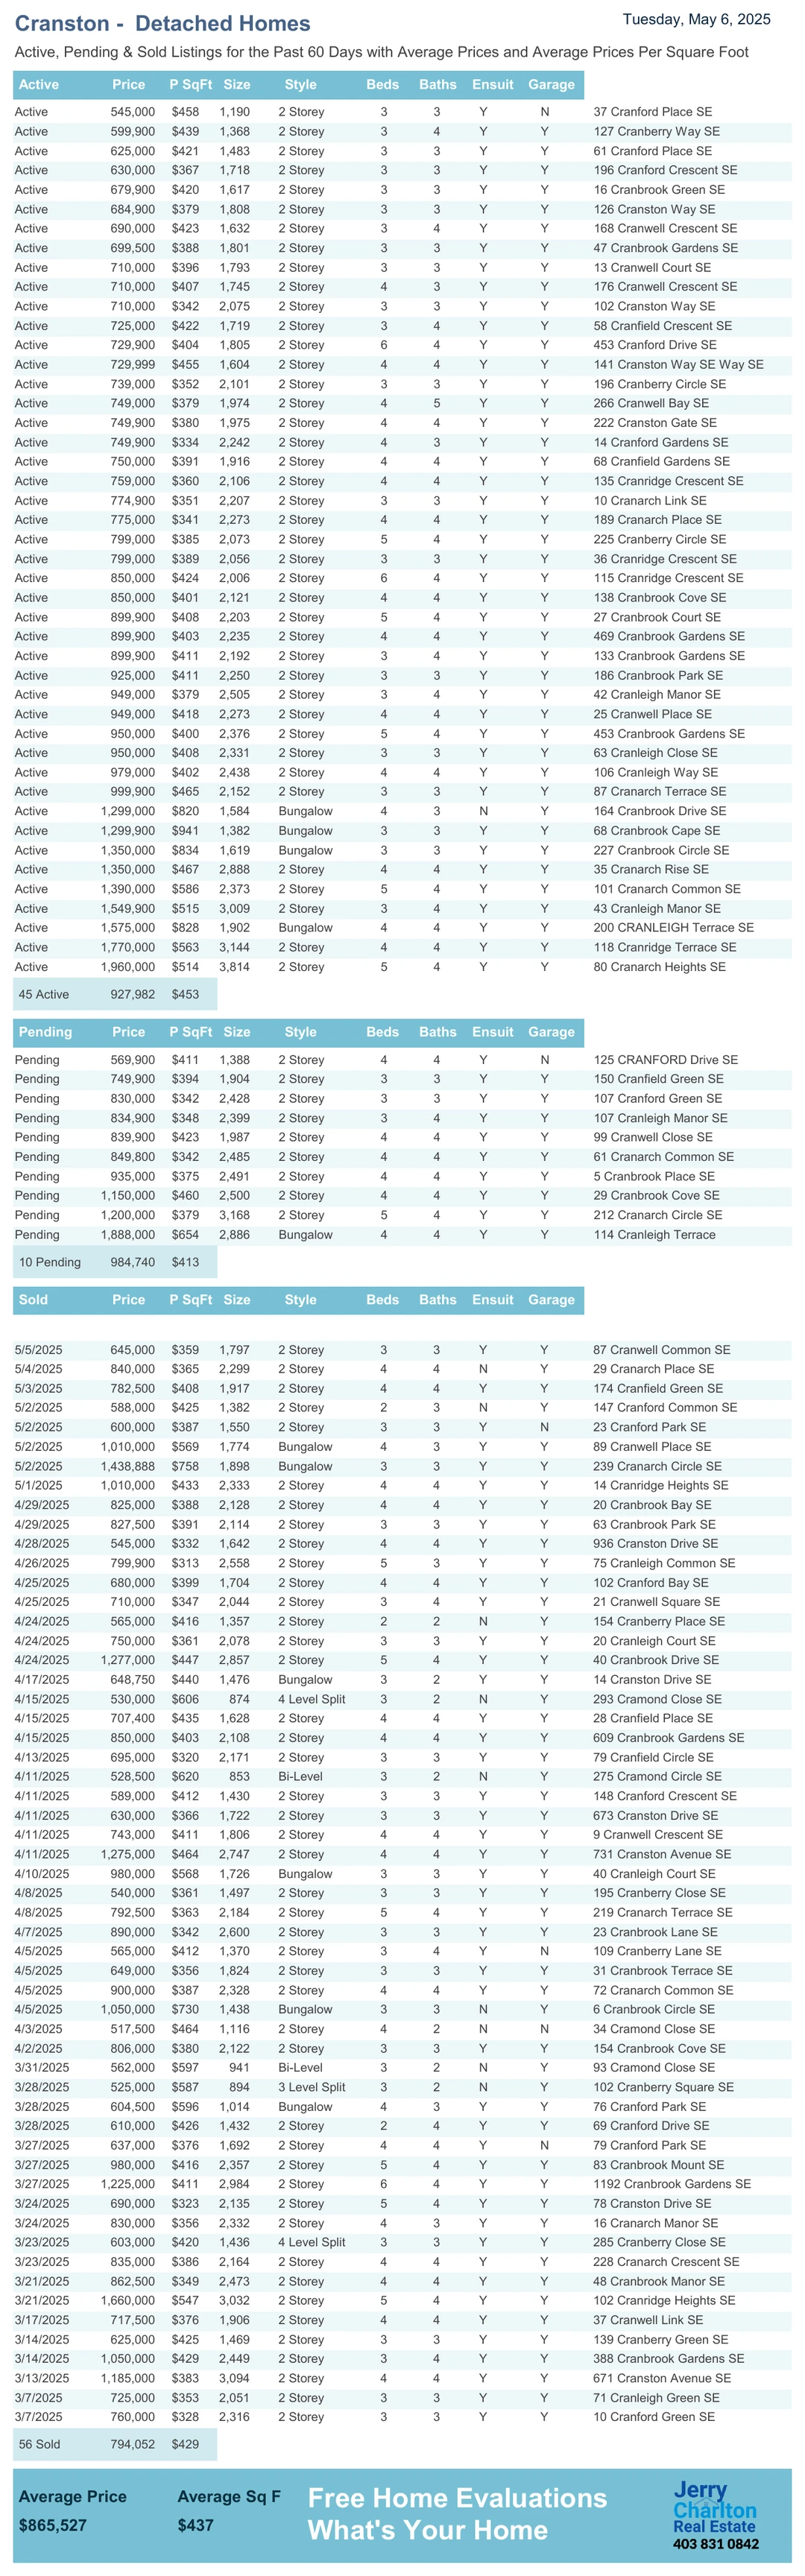 Cranston -  Detached Homes
Tuesday, May 6, 2025
Active, Pending & Sold Listings for the Past 60 Days with Average Prices and Average Prices Per Square Foot
Active Price P SqFt Size Style Beds Baths Ensuit Garage
Active 545,000 $458 1,190 2 Storey 3 3 Y N 37 Cranford Place SE
Active 599,900 $439 1,368 2 Storey 3 4 Y Y 127 Cranberry Way SE
Active 625,000 $421 1,483 2 Storey 3 3 Y Y 61 Cranford Place SE
Active 630,000 $367 1,718 2 Storey 3 3 Y Y 196 Cranford Crescent SE
Active 679,900 $420 1,617 2 Storey 3 3 Y Y 16 Cranbrook Green SE
Active 684,900 $379 1,808 2 Storey 3 3 Y Y 126 Cranston Way SE
Active 690,000 $423 1,632 2 Storey 3 4 Y Y 168 Cranwell Crescent SE
Active 699,500 $388 1,801 2 Storey 3 3 Y Y 47 Cranbrook Gardens SE
Active 710,000 $396 1,793 2 Storey 3 3 Y Y 13 Cranwell Court SE
Active 710,000 $407 1,745 2 Storey 4 3 Y Y 176 Cranwell Crescent SE
Active 710,000 $342 2,075 2 Storey 3 3 Y Y 102 Cranston Way SE
Active 725,000 $422 1,719 2 Storey 3 4 Y Y 58 Cranfield Crescent SE
Active 729,900 $404 1,805 2 Storey 6 4 Y Y 453 Cranford Drive SE
Active 729,999 $455 1,604 2 Storey 4 4 Y Y 141 Cranston Way SE Way SE
Active 739,000 $352 2,101 2 Storey 3 3 Y Y 196 Cranberry Circle SE
Active 749,000 $379 1,974 2 Storey 4 5 Y Y 266 Cranwell Bay SE
Active 749,900 $380 1,975 2 Storey 4 4 Y Y 222 Cranston Gate SE
Active 749,900 $334 2,242 2 Storey 4 3 Y Y 14 Cranford Gardens SE
Active 750,000 $391 1,916 2 Storey 4 4 Y Y 68 Cranfield Gardens SE
Active 759,000 $360 2,106 2 Storey 4 4 Y Y 135 Cranridge Crescent SE
Active 774,900 $351 2,207 2 Storey 3 3 Y Y 10 Cranarch Link SE
Active 775,000 $341 2,273 2 Storey 4 4 Y Y 189 Cranarch Place SE
Active 799,000 $385 2,073 2 Storey 5 4 Y Y 225 Cranberry Circle SE
Active 799,000 $389 2,056 2 Storey 3 3 Y Y 36 Cranridge Crescent SE
Active 850,000 $424 2,006 2 Storey 6 4 Y Y 115 Cranridge Crescent SE
Active 850,000 $401 2,121 2 Storey 4 4 Y Y 138 Cranbrook Cove SE
Active 899,900 $408 2,203 2 Storey 5 4 Y Y 27 Cranbrook Court SE
Active 899,900 $403 2,235 2 Storey 4 4 Y Y 469 Cranbrook Gardens SE
Active 899,900 $411 2,192 2 Storey 3 4 Y Y 133 Cranbrook Gardens SE
Active 925,000 $411 2,250 2 Storey 3 3 Y Y 186 Cranbrook Park SE
Active 949,000 $379 2,505 2 Storey 3 4 Y Y 42 Cranleigh Manor SE
Active 949,000 $418 2,273 2 Storey 4 4 Y Y 25 Cranwell Place SE
Active 950,000 $400 2,376 2 Storey 5 4 Y Y 453 Cranbrook Gardens SE
Active 950,000 $408 2,331 2 Storey 3 3 Y Y 63 Cranleigh Close SE
Active 979,000 $402 2,438 2 Storey 4 4 Y Y 106 Cranleigh Way SE
Active 999,900 $465 2,152 2 Storey 3 3 Y Y 87 Cranarch Terrace SE
Active 1,299,000 $820 1,584 Bungalow 4 3 N Y 164 Cranbrook Drive SE
Active 1,299,900 $941 1,382 Bungalow 3 3 Y Y 68 Cranbrook Cape SE
Active 1,350,000 $834 1,619 Bungalow 3 3 Y Y 227 Cranbrook Circle SE
Active 1,350,000 $467 2,888 2 Storey 4 4 Y Y 35 Cranarch Rise SE
Active 1,390,000 $586 2,373 2 Storey 5 4 Y Y 101 Cranarch Common SE
Active 1,549,900 $515 3,009 2 Storey 3 4 Y Y 43 Cranleigh Manor SE
Active 1,575,000 $828 1,902 Bungalow 4 4 Y Y 200 CRANLEIGH Terrace SE
Active 1,770,000 $563 3,144 2 Storey 4 4 Y Y 118 Cranridge Terrace SE
Active 1,960,000 $514 3,814 2 Storey 5 4 Y Y 80 Cranarch Heights SE
45 Active 927,982 $453
Pending Price P SqFt Size Style Beds Baths Ensuit Garage
Pending 569,900 $411 1,388 2 Storey 4 4 Y N 125 CRANFORD Drive SE
Pending 749,900 $394 1,904 2 Storey 3 3 Y Y 150 Cranfield Green SE
Pending 830,000 $342 2,428 2 Storey 3 3 Y Y 107 Cranford Green SE
Pending 834,900 $348 2,399 2 Storey 3 4 Y Y 107 Cranleigh Manor SE
Pending 839,900 $423 1,987 2 Storey 4 4 Y Y 99 Cranwell Close SE
Pending 849,800 $342 2,485 2 Storey 4 4 Y Y 61 Cranarch Common SE
Pending 935,000 $375 2,491 2 Storey 4 4 Y Y 5 Cranbrook Place SE
Pending 1,150,000 $460 2,500 2 Storey 4 4 Y Y 29 Cranbrook Cove SE
Pending 1,200,000 $379 3,168 2 Storey 5 4 Y Y 212 Cranarch Circle SE
Pending 1,888,000 $654 2,886 Bungalow 4 4 Y Y 114 Cranleigh Terrace
10 Pending 984,740 $413
Sold Price P SqFt Size Style Beds Baths Ensuit Garage
5/5/2025 645,000 $359 1,797 2 Storey 3 3 Y Y 87 Cranwell Common SE
5/4/2025 840,000 $365 2,299 2 Storey 4 4 N Y 29 Cranarch Place SE
5/3/2025 782,500 $408 1,917 2 Storey 4 4 Y Y 174 Cranfield Green SE
5/2/2025 588,000 $425 1,382 2 Storey 2 3 N Y 147 Cranford Common SE
5/2/2025 600,000 $387 1,550 2 Storey 3 3 Y N 23 Cranford Park SE
5/2/2025 1,010,000 $569 1,774 Bungalow 4 3 Y Y 89 Cranwell Place SE
5/2/2025 1,438,888 $758 1,898 Bungalow 3 3 Y Y 239 Cranarch Circle SE
5/1/2025 1,010,000 $433 2,333 2 Storey 4 4 Y Y 14 Cranridge Heights SE
4/29/2025 825,000 $388 2,128 2 Storey 4 4 Y Y 20 Cranbrook Bay SE
4/29/2025 827,500 $391 2,114 2 Storey 3 3 Y Y 63 Cranbrook Park SE
4/28/2025 545,000 $332 1,642 2 Storey 4 4 Y Y 936 Cranston Drive SE
4/26/2025 799,900 $313 2,558 2 Storey 5 3 Y Y 75 Cranleigh Common SE
4/25/2025 680,000 $399 1,704 2 Storey 4 4 Y Y 102 Cranford Bay SE
4/25/2025 710,000 $347 2,044 2 Storey 3 4 Y Y 21 Cranwell Square SE
4/24/2025 565,000 $416 1,357 2 Storey 2 2 N Y 154 Cranberry Place SE
4/24/2025 750,000 $361 2,078 2 Storey 3 3 Y Y 20 Cranleigh Court SE
4/24/2025 1,277,000 $447 2,857 2 Storey 5 4 Y Y 40 Cranbrook Drive SE
4/17/2025 648,750 $440 1,476 Bungalow 3 2 Y Y 14 Cranston Drive SE
4/15/2025 530,000 $606 874 4 Level Split 3 2 N Y 293 Cramond Close SE
4/15/2025 707,400 $435 1,628 2 Storey 4 4 Y Y 28 Cranfield Place SE
4/15/2025 850,000 $403 2,108 2 Storey 4 4 Y Y 609 Cranbrook Gardens SE
4/13/2025 695,000 $320 2,171 2 Storey 3 3 Y Y 79 Cranfield Circle SE
4/11/2025 528,500 $620 853 Bi-Level 3 2 N Y 275 Cramond Circle SE
4/11/2025 589,000 $412 1,430 2 Storey 3 3 Y Y 148 Cranford Crescent SE
4/11/2025 630,000 $366 1,722 2 Storey 3 3 Y Y 673 Cranston Drive SE
4/11/2025 743,000 $411 1,806 2 Storey 4 4 Y Y 9 Cranwell Crescent SE
4/11/2025 1,275,000 $464 2,747 2 Storey 4 4 Y Y 731 Cranston Avenue SE
4/10/2025 980,000 $568 1,726 Bungalow 3 3 Y Y 40 Cranleigh Court SE
4/8/2025 540,000 $361 1,497 2 Storey 3 3 Y Y 195 Cranberry Close SE
4/8/2025 792,500 $363 2,184 2 Storey 5 4 Y Y 219 Cranarch Terrace SE
4/7/2025 890,000 $342 2,600 2 Storey 3 3 Y Y 23 Cranbrook Lane SE
4/5/2025 565,000 $412 1,370 2 Storey 3 4 Y N 109 Cranberry Lane SE
4/5/2025 649,000 $356 1,824 2 Storey 3 3 Y Y 31 Cranbrook Terrace SE
4/5/2025 900,000 $387 2,328 2 Storey 4 4 Y Y 72 Cranarch Common SE
4/5/2025 1,050,000 $730 1,438 Bungalow 3 3 N Y 6 Cranbrook Circle SE
4/3/2025 517,500 $464 1,116 2 Storey 4 2 N N 34 Cramond Close SE
4/2/2025 806,000 $380 2,122 2 Storey 3 3 Y Y 154 Cranbrook Cove SE
3/31/2025 562,000 $597 941 Bi-Level 3 2 N Y 93 Cramond Close SE
3/28/2025 525,000 $587 894 3 Level Split 3 2 N Y 102 Cranberry Square SE
3/28/2025 604,500 $596 1,014 Bungalow 4 3 Y Y 76 Cranford Park SE
3/28/2025 610,000 $426 1,432 2 Storey 2 4 Y Y 69 Cranford Drive SE
3/27/2025 637,000 $376 1,692 2 Storey 4 4 Y N 79 Cranford Park SE
3/27/2025 980,000 $416 2,357 2 Storey 5 4 Y Y 83 Cranbrook Mount SE
3/27/2025 1,225,000 $411 2,984 2 Storey 6 4 Y Y 1192 Cranbrook Gardens SE
3/24/2025 690,000 $323 2,135 2 Storey 5 4 Y Y 78 Cranston Drive SE
3/24/2025 830,000 $356 2,332 2 Storey 4 3 Y Y 16 Cranarch Manor SE
3/23/2025 603,000 $420 1,436 4 Level Split 3 3 Y Y 285 Cranberry Close SE
3/23/2025 835,000 $386 2,164 2 Storey 4 4 Y Y 228 Cranarch Crescent SE
3/21/2025 862,500 $349 2,473 2 Storey 4 4 Y Y 48 Cranbrook Manor SE
3/21/2025 1,660,000 $547 3,032 2 Storey 5 4 Y Y 102 Cranridge Heights SE
3/17/2025 717,500 $376 1,906 2 Storey 4 4 Y Y 37 Cranwell Link SE
3/14/2025 625,000 $425 1,469 2 Storey 3 3 Y Y 139 Cranberry Green SE
3/14/2025 1,050,000 $429 2,449 2 Storey 3 4 Y Y 388 Cranbrook Gardens SE
3/13/2025 1,185,000 $383 3,094 2 Storey 4 4 Y Y 671 Cranston Avenue SE
3/7/2025 725,000 $353 2,051 2 Storey 3 3 Y Y 71 Cranleigh Green SE
3/7/2025 760,000 $328 2,316 2 Storey 3 3 Y Y 10 Cranford Green SE
56 Sold 794,052 $429
Average Price Average Sq F
$865,527 $437
Free Home Evaluations
What's Your Home
Jerry
Charlton
Real Estate
403 831 0842